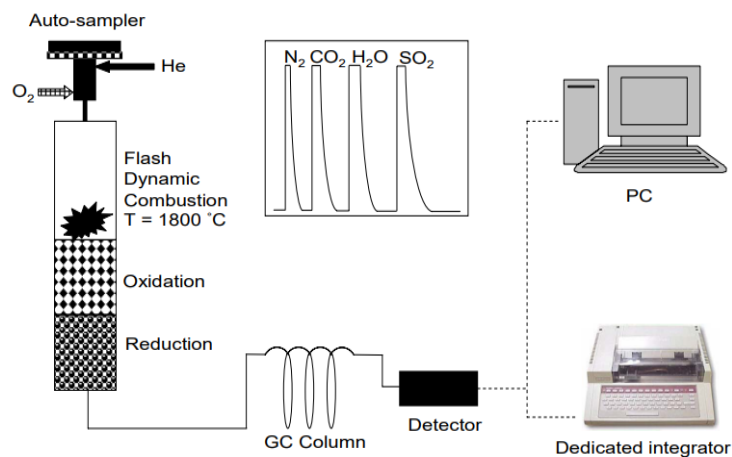 Auto-sampler
He
O₂
N₂ CO₂ H₂O SO₂
Flash
Dynamic
Combustion
T = 1800 ˚C
Oxidation
Reduction
GC Column
Detector
PC
Dedicated integrator